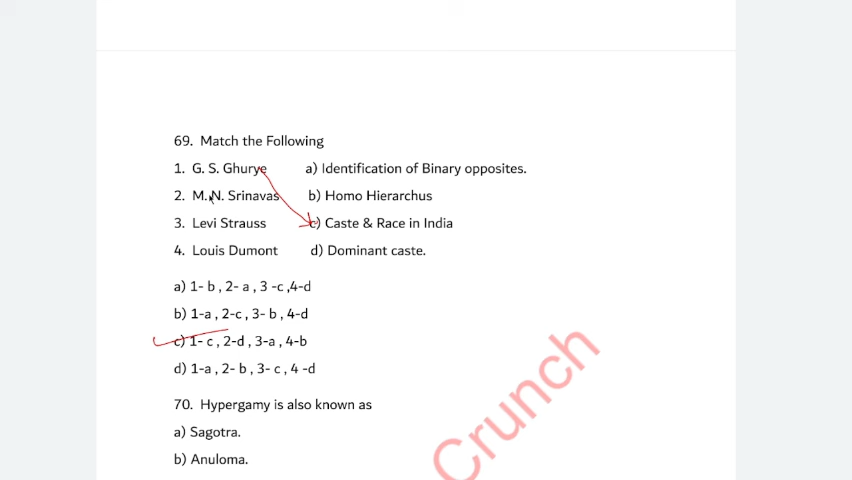 69. Match the Following
1. G. S. Ghurye a) Identification of Binary opposites.
2. M. N. Srinavas b) Homo Hierarchus
3. Levi Strauss c) Caste & Race in India
4. Louis Dumont d) Dominant caste.
a) 1- b , 2- a , 3 -c ,4-d
b) 1-a , 2-c , 3- b , 4-d
c) 1- c , 2-d , 3-a , 4-b
d) 1-a , 2- b , 3- c , 4 -d
70. Hypergamy is also known as
a) Sagotra.
b) Anuloma.
Crunch